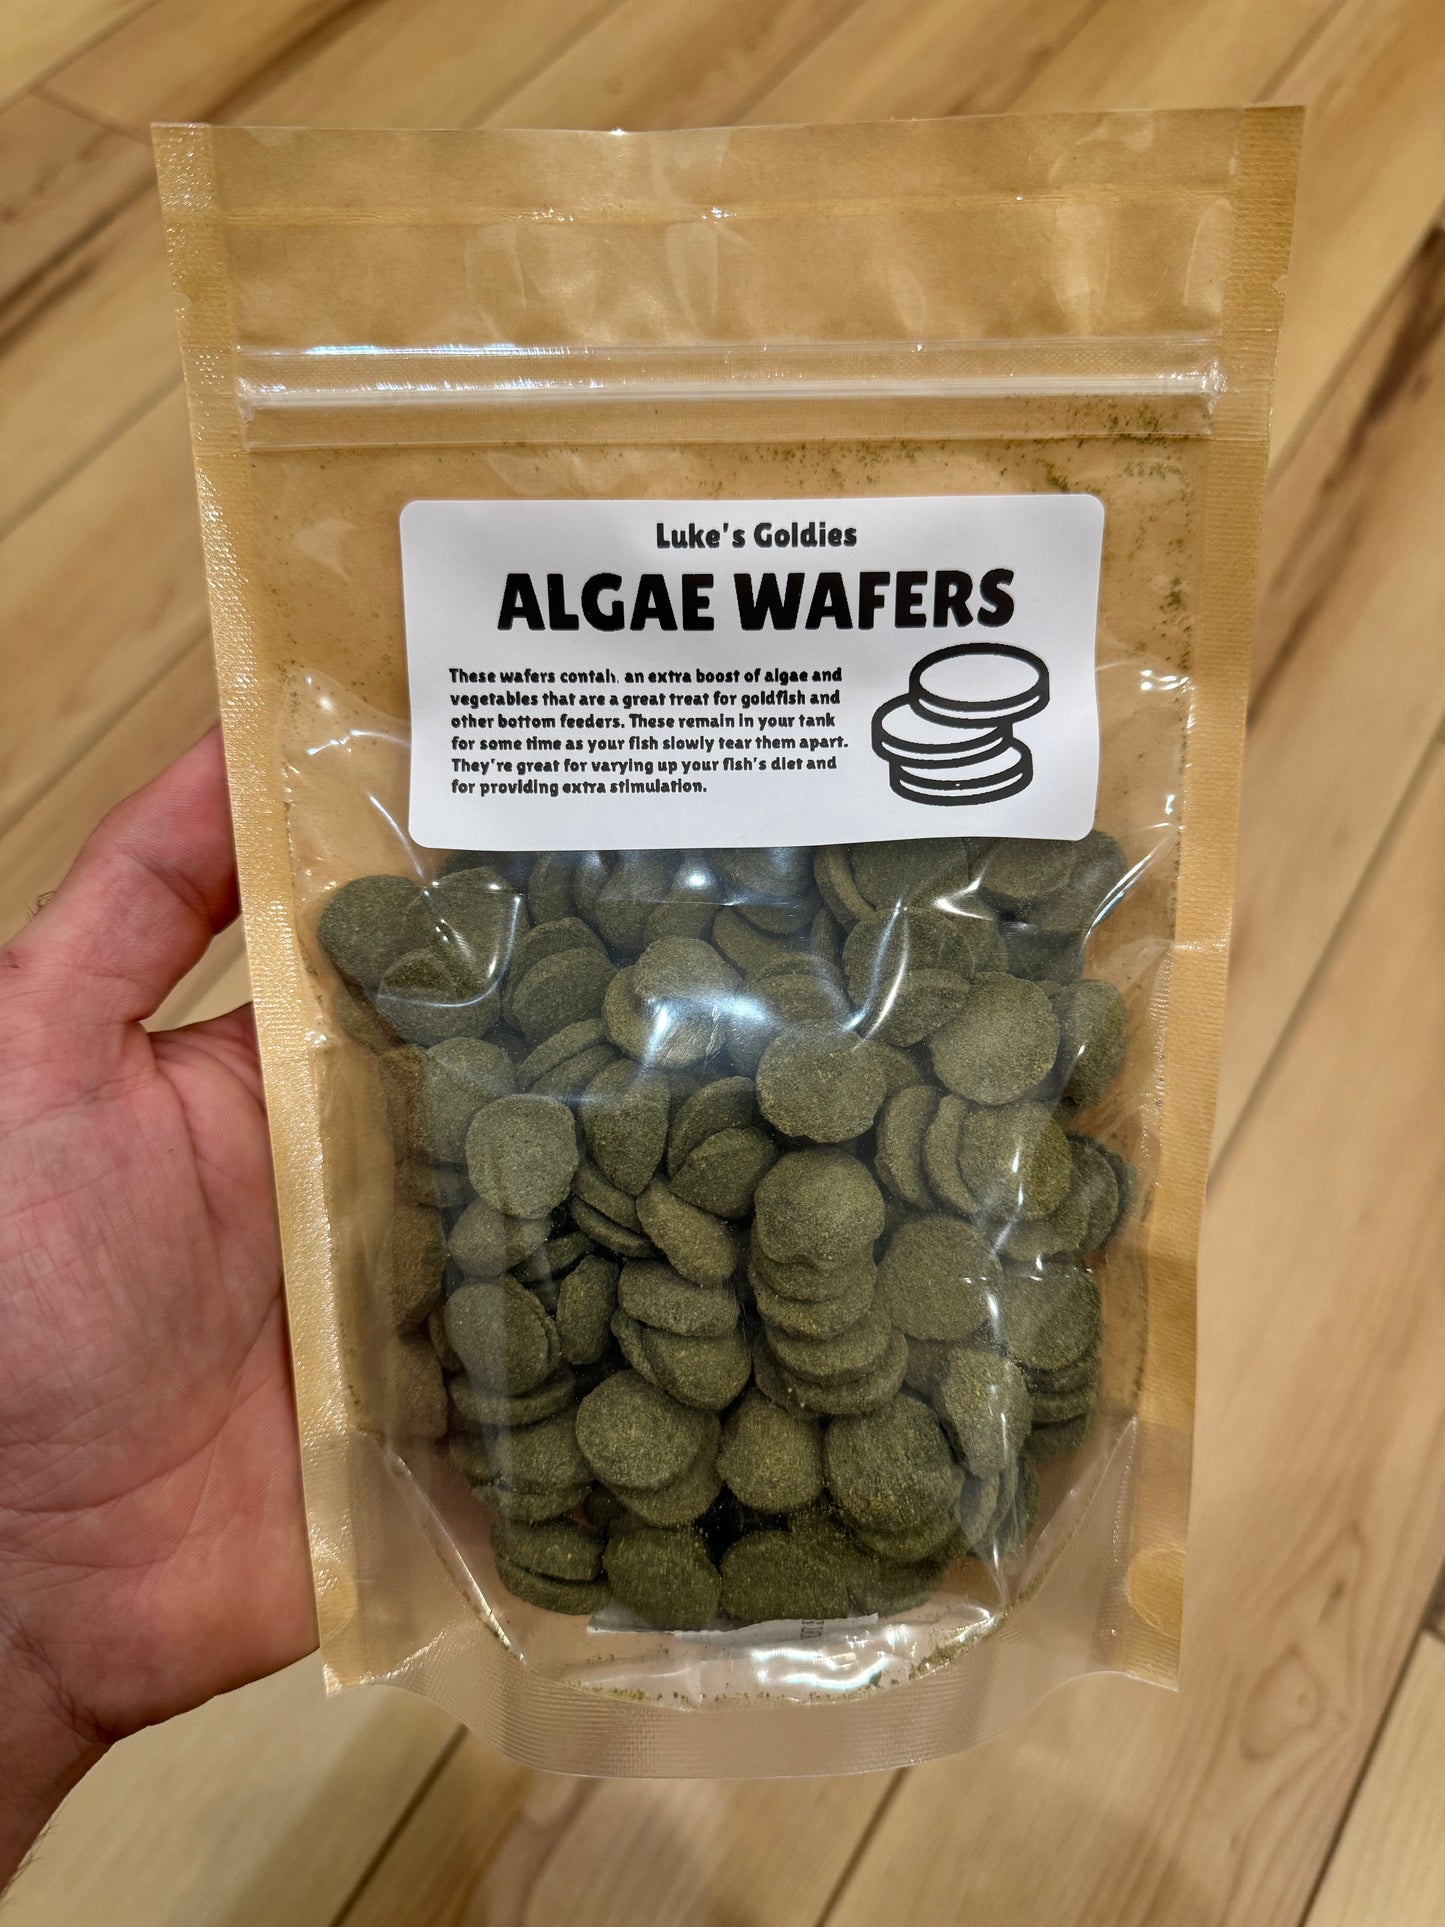 Luke's Goldies
ALGAE WAFERS
These wafers contain an extra boost of algae and
vegetables that are a great treat for goldfish and
other bottom feeders. These remain in your tank
for some time as your fish slowly tear them apart.
They're great for varying up your fish's diet and
for providing extra stimulation.